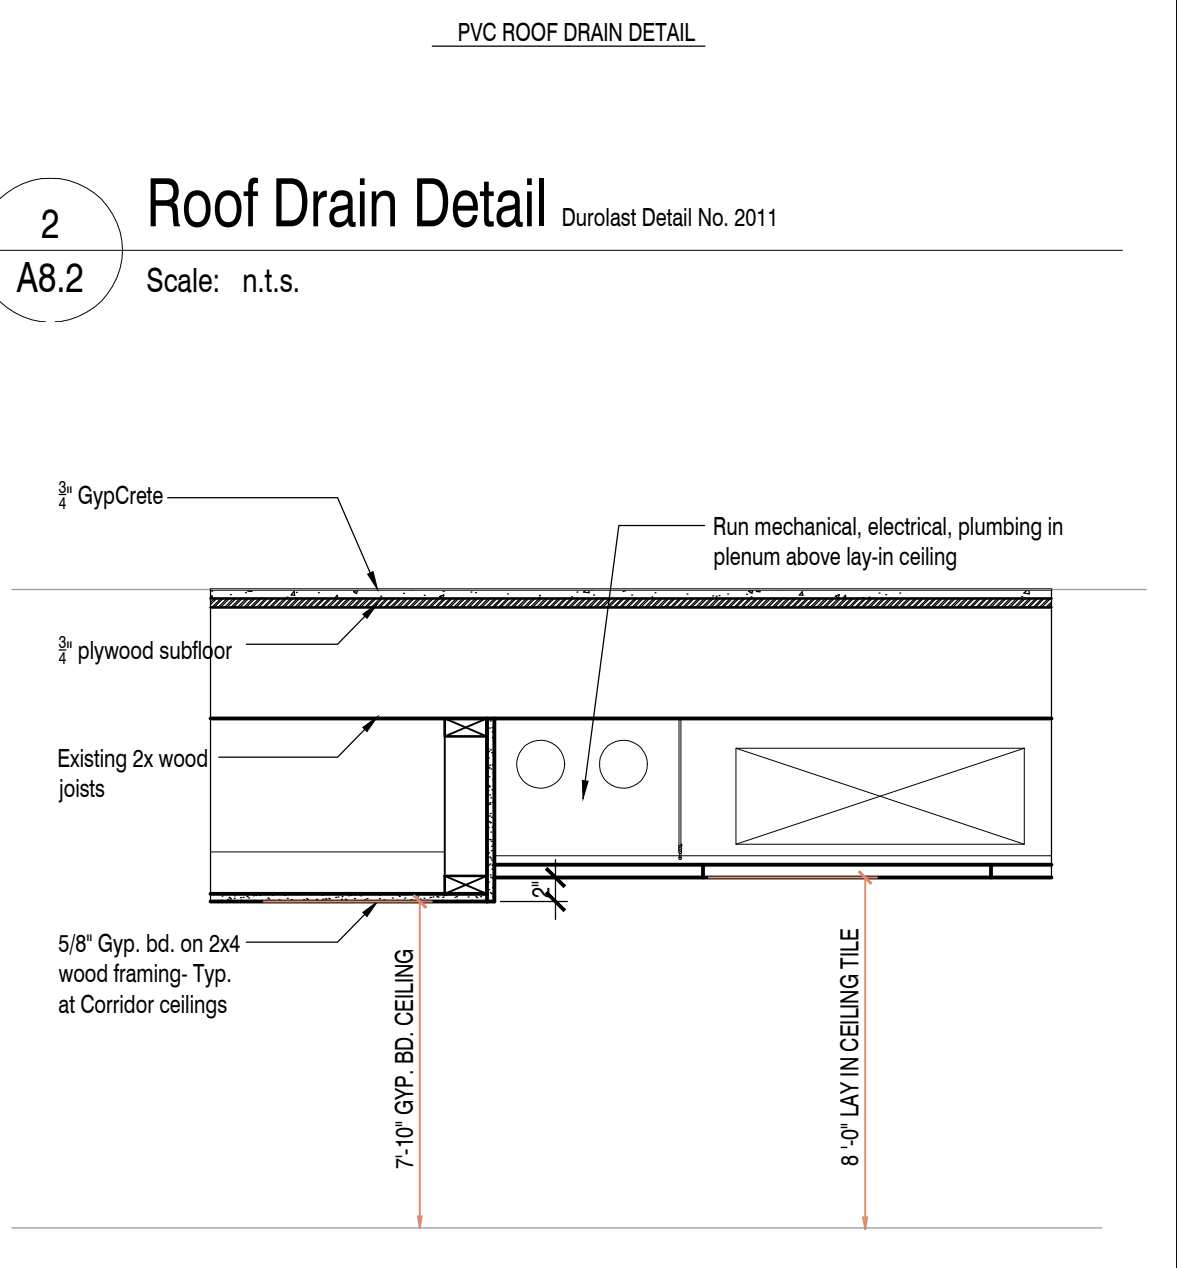 PVC ROOF DRAIN DETAIL
2
A8.2
Roof Drain Detail Durolast Detail No. 2011
Scale: n.t.s.
3/4" GypCrete
Run mechanical, electrical, plumbing in
plenum above lay-in ceiling
3/4" plywood subfloor
Existing 2x wood
joists
2"
5/8" Gyp. bd. on 2x4
wood framing- Typ.
at Corridor ceilings
7'-10" GYP. BD. CEILING
8 '-0" LAY IN CEILING TILE